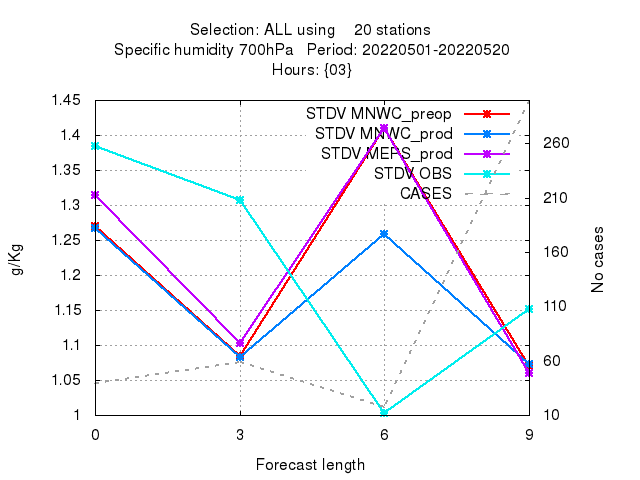 Selection: ALL using 20 stations
Specific humidity 700hPa Period: 20220501-20220520
Hours: {03}
1.45
1.4
1.35
1.3
1.25
1.2
1.15
1.1
1.05
1
260
210
160
110
60
10
STDV MNWC_preop
STDV MNWC_prod
STDV MEPS_prod
STDV OBS
CASES
g/Kg
No cases
0 3 6 9
Forecast length